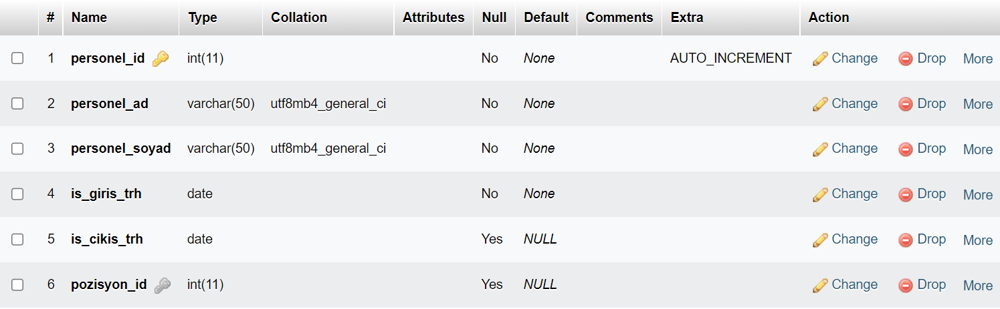 # Name Type Collation Attributes Null Default Comments Extra Action
1 personel_id int(11) No None AUTO_INCREMENT Change Drop More
2 personel_ad varchar(50) utf8mb4_general_ci No None Change Drop More
3 personel_soyad varchar(50) utf8mb4_general_ci No None Change Drop More
4 is_giris_trh date No None Change Drop More
5 is_cikis_trh date Yes NULL Change Drop More
6 pozisyon_id int(11) Yes NULL Change Drop More